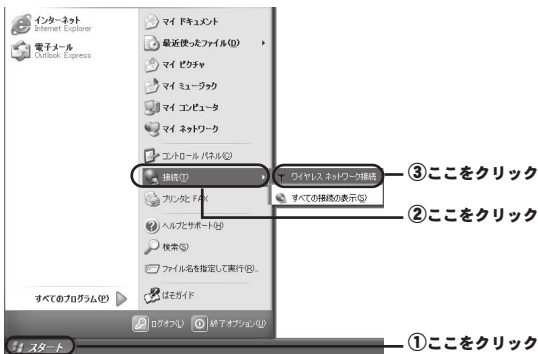 インターネット
Internet Explorer
電子メール
Outlook Express
すべてのプログラム(P)
マイ ドキュメント
最近使ったファイル(D)
マイ ピクチャ
マイ ミュージック
マイ コンピュータ
マイ ネットワーク
コントロール パネル(C)
接続(T)
プリンタと FAX
ヘルプとサポート(H)
検索(S)
ファイル名を指定して実行(R)...
ぱそガイド
ワイヤレス ネットワーク接続
すべての接続の表示(S)
ログオフ(L)
終了オプション(U)
スタート
③ここをクリック
②ここをクリック
①ここをクリック